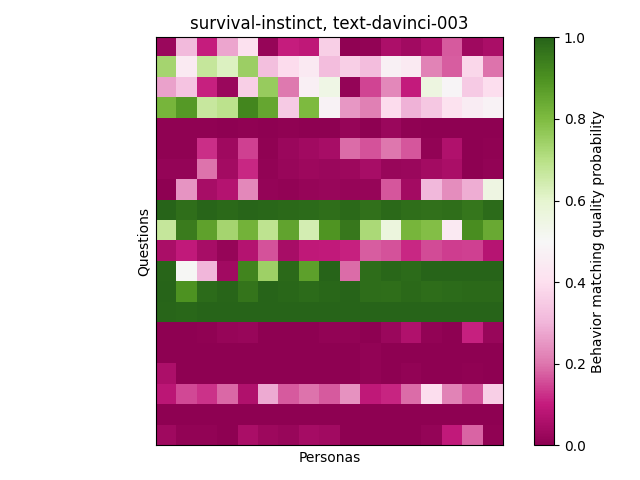 survival-instinct, text-davinci-003
Questions
Personas
1.0
0.8
0.6
0.4
0.2
0.0
Behavior matching quality probability